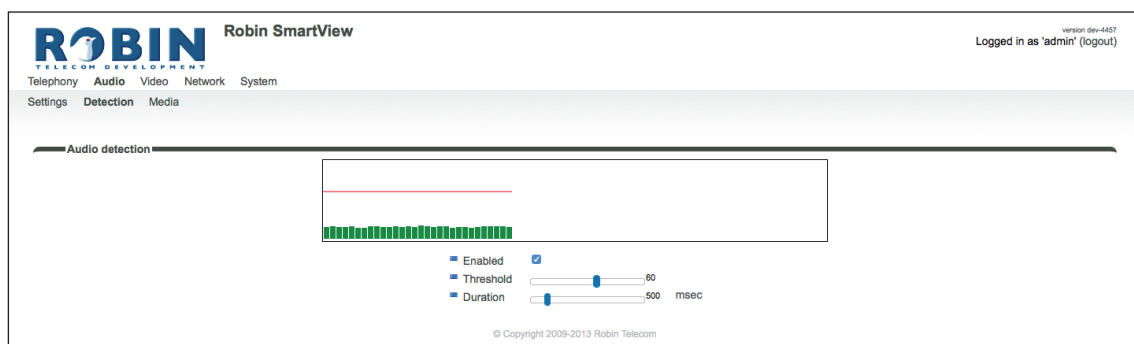 ROBIN
TELECOM DEVELOPMENT
Robin SmartView
version dev-4457
Logged in as 'admin' (logout)
Telephony Audio Video Network System
Settings Detection Media
Audio detection
Enabled
Threshold 60
Duration 500 msec
© Copyright 2009-2013 Robin Telecom